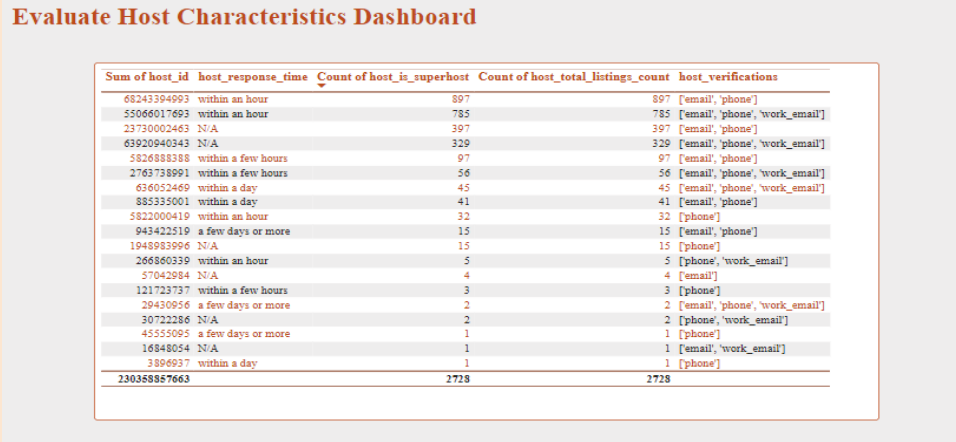 Evaluate Host Characteristics Dashboard
Sum of host_id host_response_time Count of host_is_superhost Count of host_total_listings_count host_verifications
68243394993 within an hour 897 897 ['email', 'phone']
55066017693 within an hour 785 785 ['email', 'phone', 'work_email']
23730002463 N/A 397 397 ['email', 'phone']
63920940343 N/A 329 329 ['email', 'phone', 'work_email']
5826888388 within a few hours 97 97 ['email', 'phone']
2763738991 within a few hours 56 56 ['email', 'phone', 'work_email']
636052469 within a day 45 45 ['email', 'phone', 'work_email']
885335001 within a day 41 41 ['email', 'phone']
5822000419 within an hour 32 32 ['phone']
943422519 a few days or more 15 15 ['email', 'phone']
1948983996 N/A 15 15 ['phone']
266860339 within an hour 5 5 ['phone', 'work_email']
57042984 N/A 4 4 ['email']
121723737 within a few hours 3 3 ['phone']
29430956 a few days or more 2 2 ['email', 'phone', 'work_email']
30722286 N/A 2 2 ['phone', 'work_email']
45555095 a few days or more 1 1 ['phone']
16848054 N/A 1 1 ['email', 'work_email']
3896937 within a day 1 1 ['phone']
230358857663 2728 2728